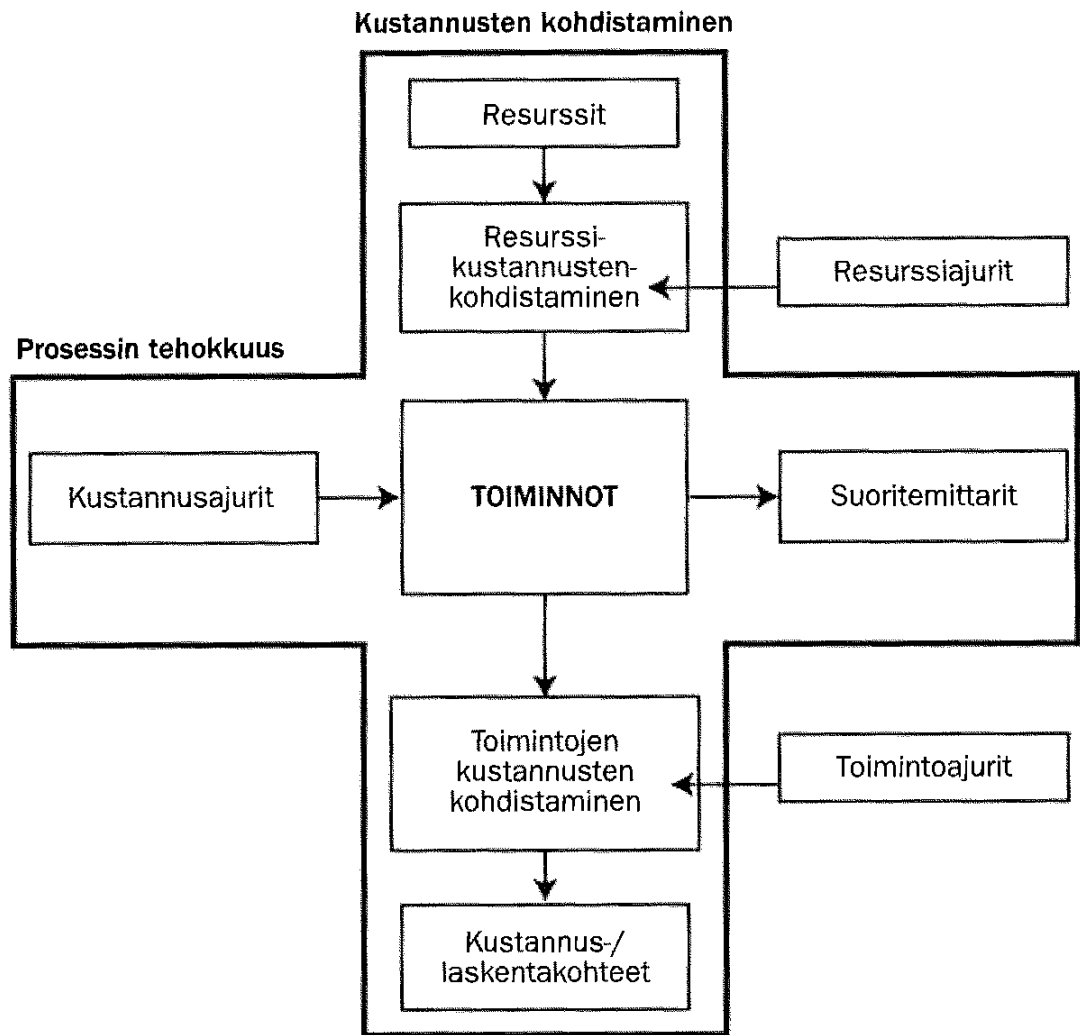 Kustannusten kohdistaminen
Resurssit
Resurssi-
kustannusten-
kohdistaminen
Resurssiajurit
Prosessin tehokkuus
Kustannusajurit
TOIMINNOT
Suoritemittarit
Toimintojen
kustannusten
kohdistaminen
Toimintoajurit
Kustannus-/
laskentakohteet